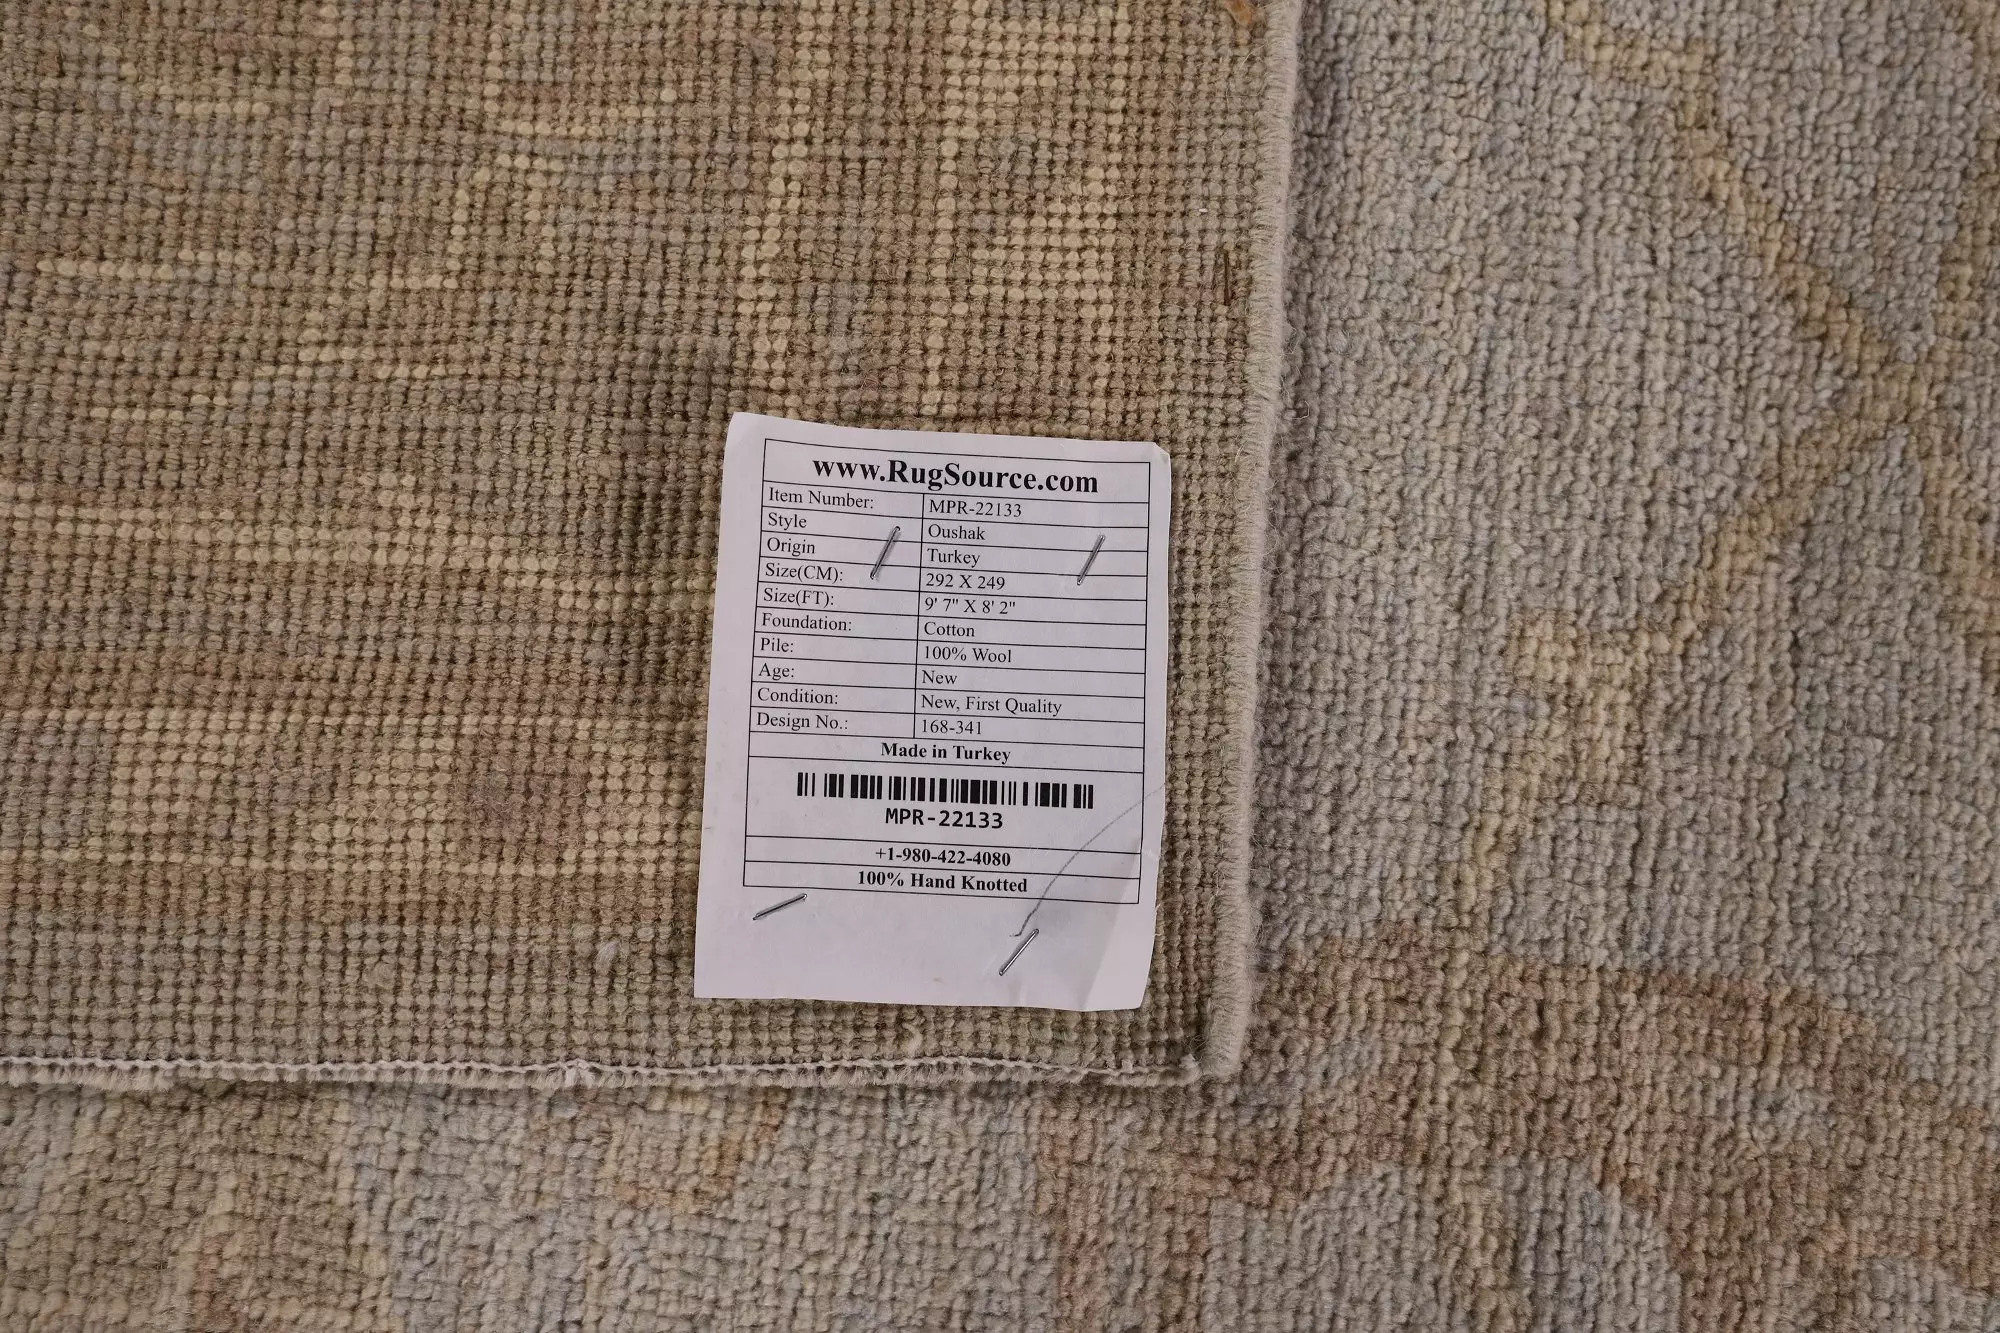 www.RugSource.com
Item Number: MPR-22133
Style Oushak
Origin Turkey
Size(CM): 292 X 249
Size(FT): 9' 7" X 8' 2"
Foundation: Cotton
Pile: 100% Wool
Age: New
Condition: New, First Quality
Design No.: 168-341
Made in Turkey
MPR-22133
+1-980-422-4080
100% Hand Knotted